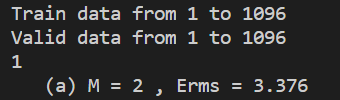 Train data from 1 to 1096
Valid data from 1 to 1096
1
(a) M = 2 , Erms = 3.376